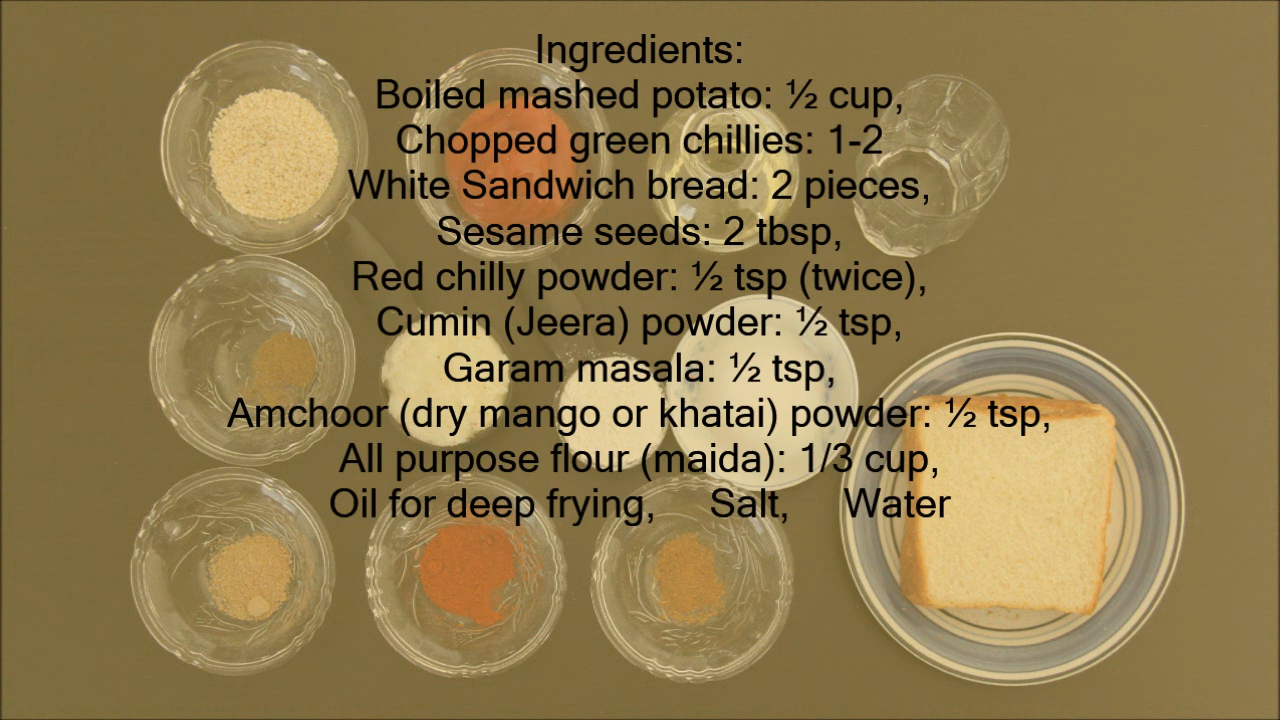 Ingredients:
Boiled mashed potato: ½ cup,
Chopped green chillies: 1-2
White Sandwich bread: 2 pieces,
Sesame seeds: 2 tbsp,
Red chilly powder: ½ tsp (twice),
Cumin (Jeera) powder: ½ tsp,
Garam masala: ½ tsp,
Amchoor (dry mango or khatai) powder: ½ tsp,
All purpose flour (maida): 1/3 cup,
Oil for deep frying, Salt, Water